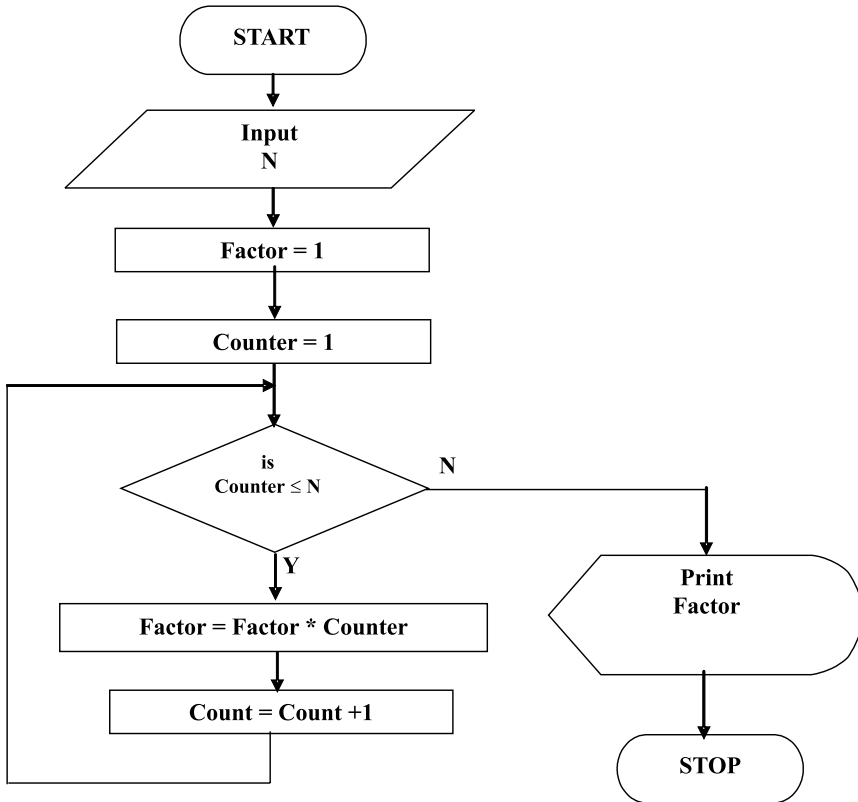 START
Input
N
Factor = 1
Counter = 1
is
Counter ≤ N
N
Y
Factor = Factor * Counter
Count = Count +1
Print
Factor
STOP